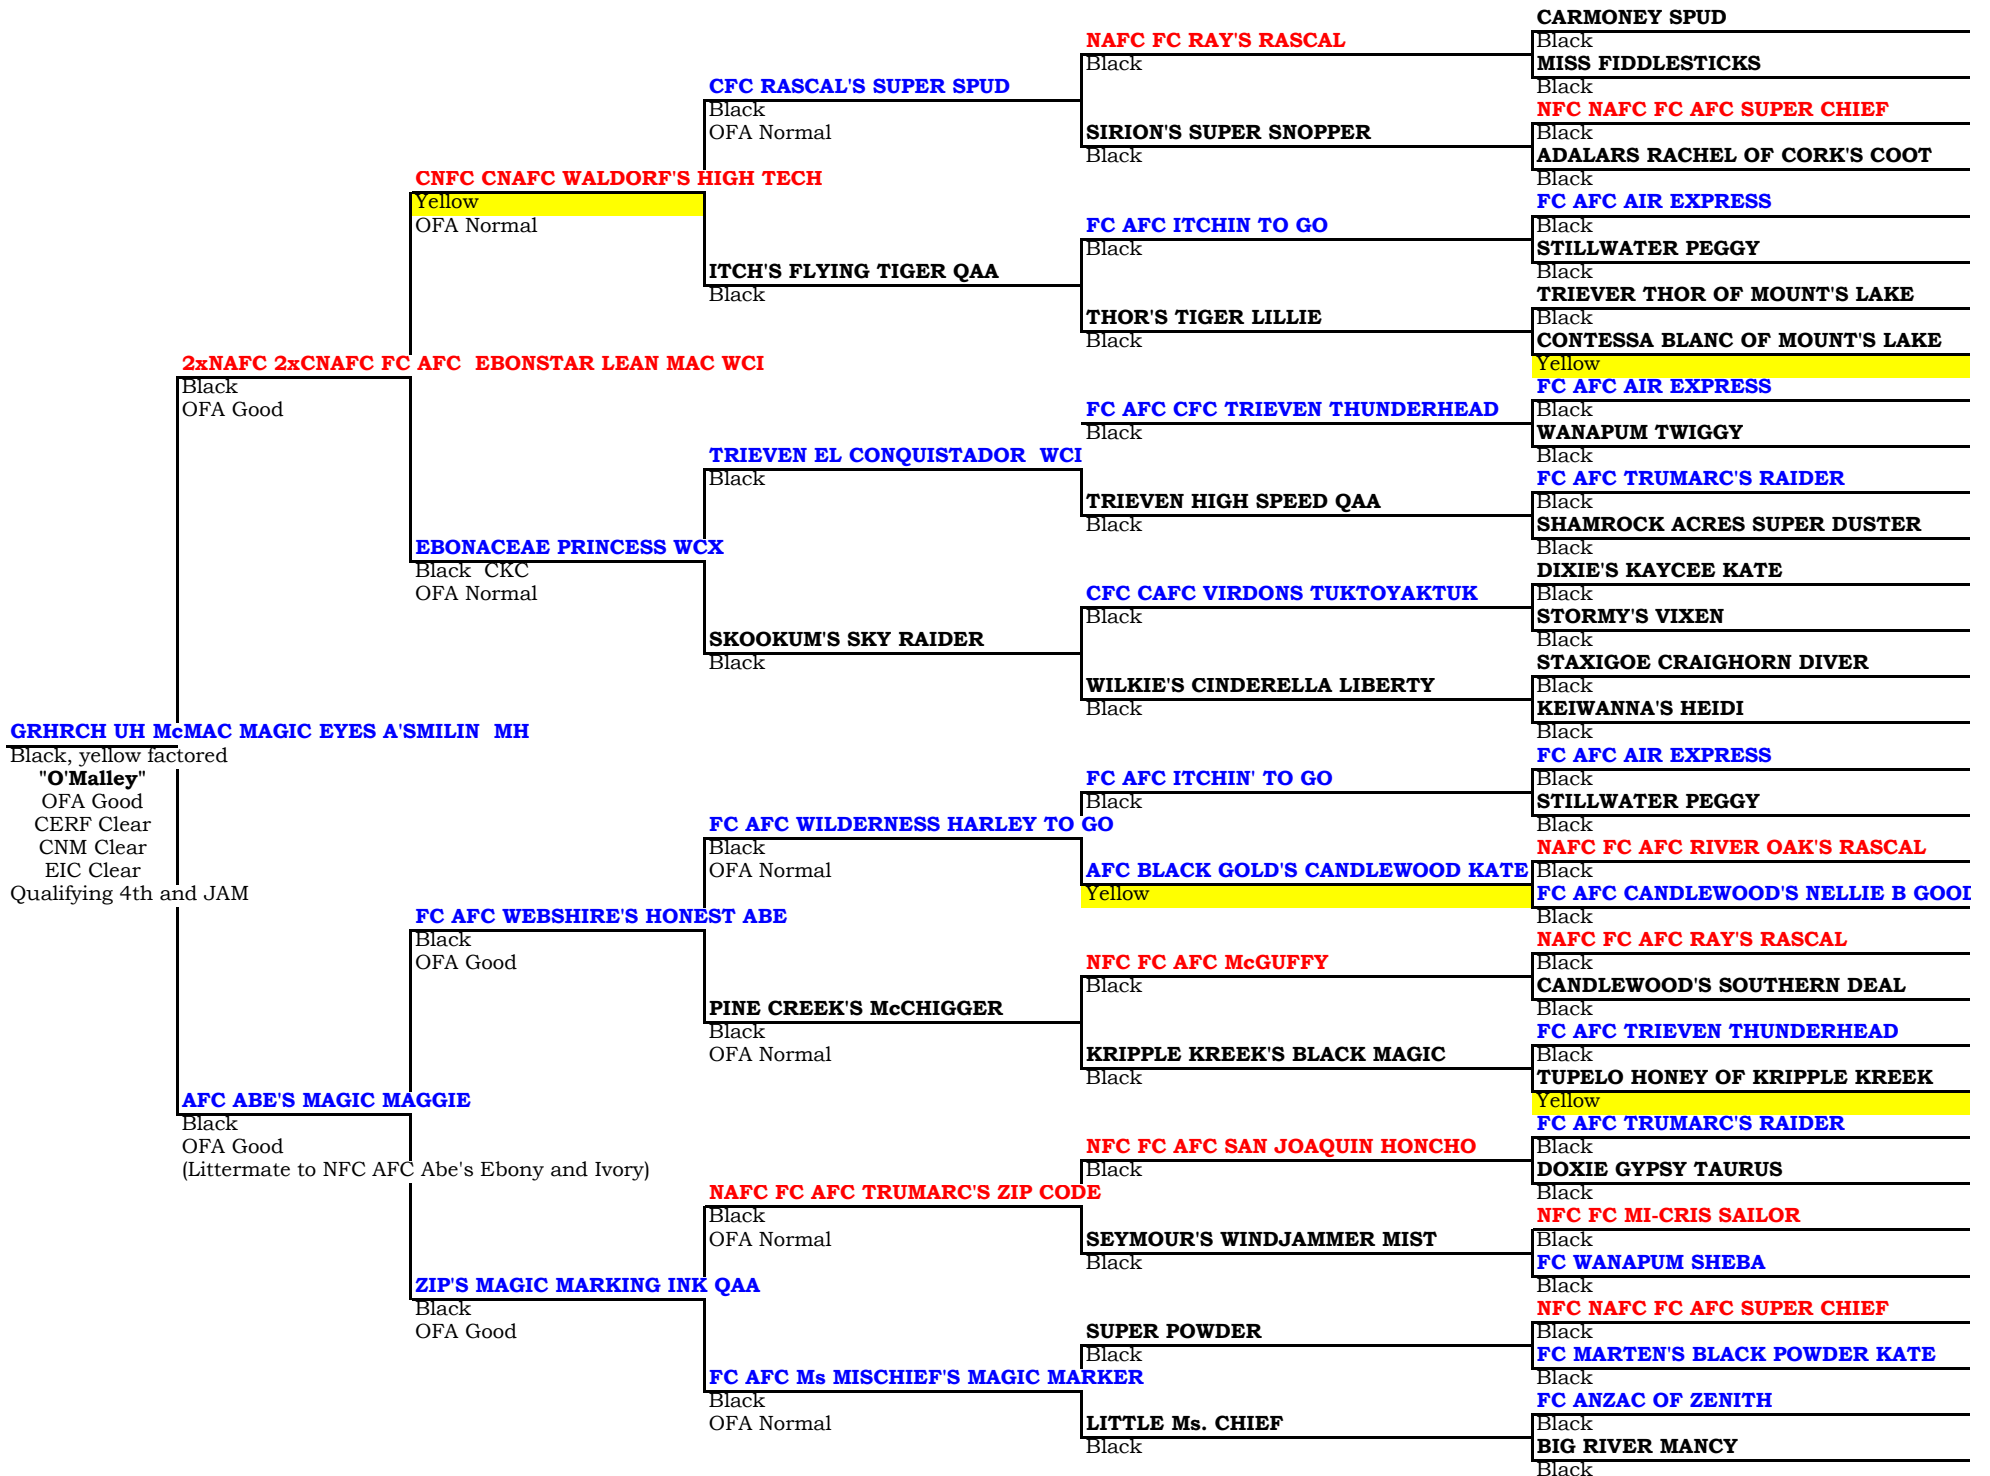 CARMONEY SPUD
NAFC FC RAY'S RASCAL
Black
Black
MISS FIDDLESTICKS
CFC RASCAL'S SUPER SPUD
Black
Black
NFC NAFC FC AFC SUPER CHIEF
OFA Normal
SIRION'S SUPER SNOPPER
Black
Black
ADALARS RACHEL OF CORK'S COOT
CNFC CNAFC WALDORF'S HIGH TECH
Black
Yellow
FC AFC AIR EXPRESS
OFA Normal
FC AFC ITCHIN TO GO
Black
Black
STILLWATER PEGGY
ITCH'S FLYING TIGER QAA
Black
Black
TRIEVER THOR OF MOUNT'S LAKE
THOR'S TIGER LILLIE
Black
Black
CONTESSA BLANC OF MOUNT'S LAKE
2xNAFC 2xCNAFC FC AFC  EBONSTAR LEAN MAC WCI
Yellow
Black
FC AFC AIR EXPRESS
OFA Good
FC AFC CFC TRIEVEN THUNDERHEAD
Black
Black
WANAPUM TWIGGY
TRIEVEN EL CONQUISTADOR  WCI
Black
Black
FC AFC TRUMARC'S RAIDER
TRIEVEN HIGH SPEED QAA
Black
Black
SHAMROCK ACRES SUPER DUSTER
EBONACEAE PRINCESS WCX
Black
Black  CKC
DIXIE'S KAYCEE KATE
OFA Normal
CFC CAFC VIRDONS TUKTOYAKTUK
Black
Black
STORMY'S VIXEN
SKOOKUM'S SKY RAIDER
Black
Black
STAXIGOE CRAIGHORN DIVER
WILKIE'S CINDERELLA LIBERTY
Black
Black
KEIWANNA'S HEIDI
GRHRCH UH McMAC MAGIC EYES A'SMILIN  MH
Black
Black, yellow factored
FC AFC AIR EXPRESS
"O'Malley"
FC AFC ITCHIN' TO GO
Black
OFA Good
Black
STILLWATER PEGGY
CERF Clear
FC AFC WILDERNESS HARLEY TO GO
Black
CNM Clear
Black
NAFC FC AFC RIVER OAK'S RASCAL
EIC Clear
OFA Normal
AFC BLACK GOLD'S CANDLEWOOD KATE
Black
Qualifying 4th and JAM
Yellow
FC AFC CANDLEWOOD'S NELLIE B GOOD
FC AFC WEBSHIRE'S HONEST ABE
Black
Black
NAFC FC AFC RAY'S RASCAL
OFA Good
NFC FC AFC McGUFFY
Black
Black
CANDLEWOOD'S SOUTHERN DEAL
PINE CREEK'S McCHIGGER
Black
Black
FC AFC TRIEVEN THUNDERHEAD
OFA Normal
KRIPPLE KREEK'S BLACK MAGIC
Black
Black
TUPELO HONEY OF KRIPPLE KREEK
AFC ABE'S MAGIC MAGGIE
Yellow
Black
FC AFC TRUMARC'S RAIDER
OFA Good
NFC FC AFC SAN JOAQUIN HONCHO
Black
(Littermate to NFC AFC Abe's Ebony and Ivory)
Black
DOXIE GYPSY TAURUS
NAFC FC AFC TRUMARC'S ZIP CODE
Black
Black
NFC FC MI-CRIS SAILOR
OFA Normal
SEYMOUR'S WINDJAMMER MIST
Black
Black
FC WANAPUM SHEBA
ZIP'S MAGIC MARKING INK QAA
Black
Black
NFC NAFC FC AFC SUPER CHIEF
OFA Good
SUPER POWDER
Black
Black
FC MARTEN'S BLACK POWDER KATE
FC AFC Ms MISCHIEF'S MAGIC MARKER
Black
Black
FC ANZAC OF ZENITH
OFA Normal
LITTLE Ms. CHIEF
Black
Black
BIG RIVER MANCY
Black